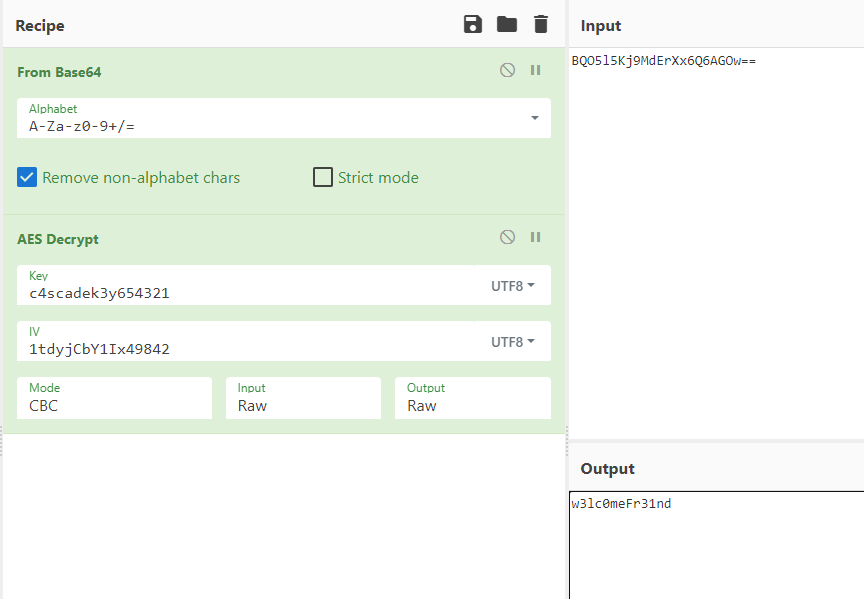 Recipe
From Base64
Alphabet
A-Za-z0-9+/=
Remove non-alphabet chars
Strict mode
AES Decrypt
Key
c4scadek3y654321
UTF8
IV
1tdyjCbY1Ix49842
UTF8
Mode
CBC
Input
Raw
Output
Raw
Input
BQO5l5Kj9MdErXx6Q6AGOw==
Output
w3lc0meFr31nd